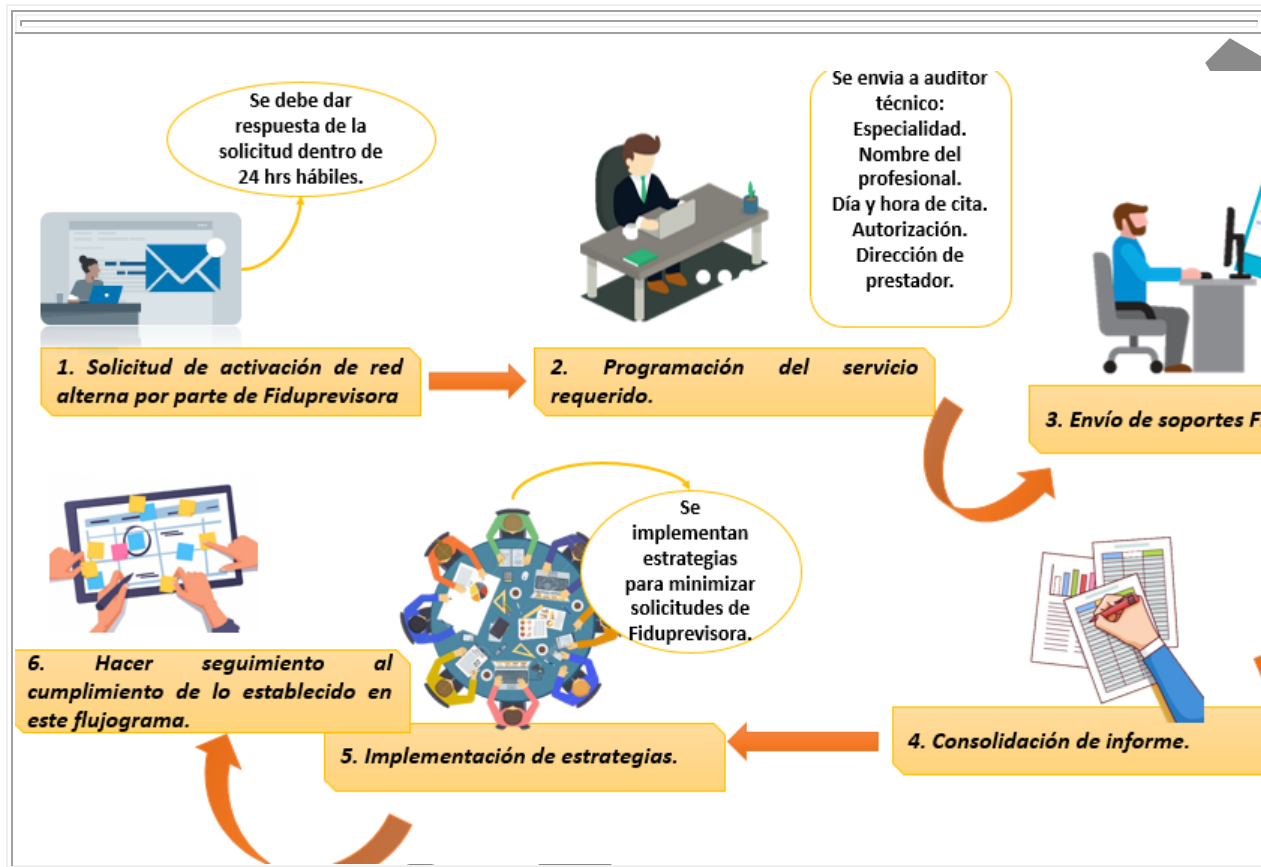 Se debe dar
respuesta de la
solicitud dentro de
24 hrs hábiles.
Se envia a auditor
técnico:
Especialidad.
Nombre del
profesional.
Día y hora de cita.
Autorización.
Dirección de
prestador.
1. Solicitud de activación de red
alterna por parte de Fiduprevisora
2. Programación del servicio
requerido.
3. Envío de soportes
Se
implementan
estrategias
para minimizar
solicitudes de
Fiduprevisora.
4. Consolidación de informe.
5. Implementación de estrategias.
6. Hacer seguimiento al
cumplimiento de lo establecido en
este flujograma.